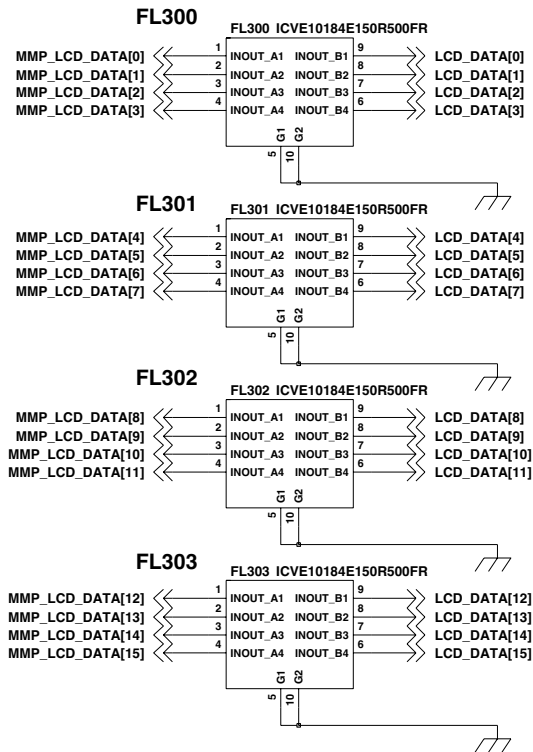 FL300
FL300 ICVE10184E150R500FR
MMP_LCD_DATA[0] 1 INOUT_A1 INOUT_B1 9 LCD_DATA[0]
MMP_LCD_DATA[1] 2 INOUT_A2 INOUT_B2 8 LCD_DATA[1]
MMP_LCD_DATA[2] 3 INOUT_A3 INOUT_B3 7 LCD_DATA[2]
MMP_LCD_DATA[3] 4 INOUT_A4 INOUT_B4 6 LCD_DATA[3]
G1 G2
5 10
FL301
FL301 ICVE10184E150R500FR
MMP_LCD_DATA[4] 1 INOUT_A1 INOUT_B1 9 LCD_DATA[4]
MMP_LCD_DATA[5] 2 INOUT_A2 INOUT_B2 8 LCD_DATA[5]
MMP_LCD_DATA[6] 3 INOUT_A3 INOUT_B3 7 LCD_DATA[6]
MMP_LCD_DATA[7] 4 INOUT_A4 INOUT_B4 6 LCD_DATA[7]
G1 G2
5 10
FL302
FL302 ICVE10184E150R500FR
MMP_LCD_DATA[8] 1 INOUT_A1 INOUT_B1 9 LCD_DATA[8]
MMP_LCD_DATA[9] 2 INOUT_A2 INOUT_B2 8 LCD_DATA[9]
MMP_LCD_DATA[10] 3 INOUT_A3 INOUT_B3 7 LCD_DATA[10]
MMP_LCD_DATA[11] 4 INOUT_A4 INOUT_B4 6 LCD_DATA[11]
G1 G2
5 10
FL303
FL303 ICVE10184E150R500FR
MMP_LCD_DATA[12] 1 INOUT_A1 INOUT_B1 9 LCD_DATA[12]
MMP_LCD_DATA[13] 2 INOUT_A2 INOUT_B2 8 LCD_DATA[13]
MMP_LCD_DATA[14] 3 INOUT_A3 INOUT_B3 7 LCD_DATA[14]
MMP_LCD_DATA[15] 4 INOUT_A4 INOUT_B4 6 LCD_DATA[15]
G1 G2
5 10